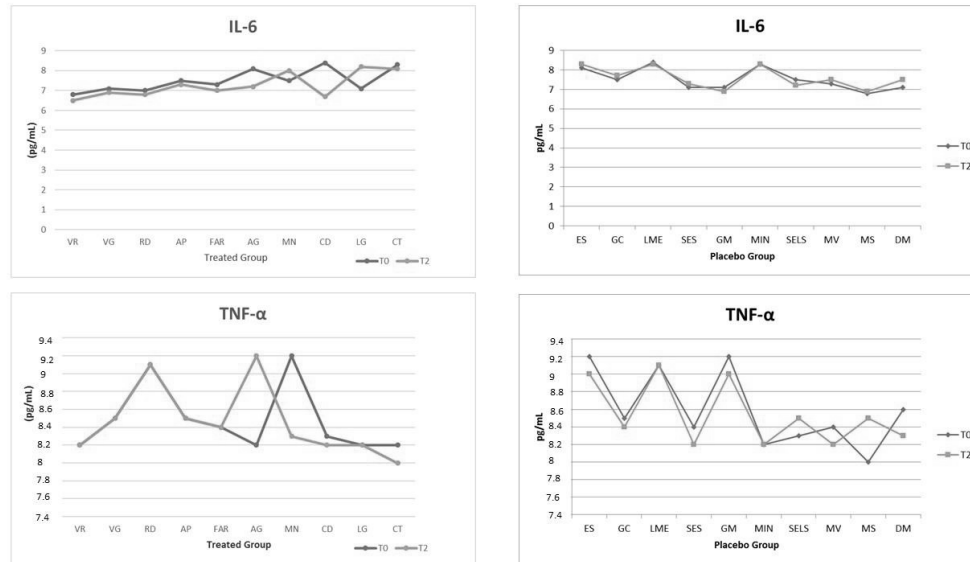 IL-6
9
8
7
6
5
4
3
2
1
0
(pg/mL)
VR VG RD AP FAR AG MN CD LG CT
Treated Group
T0 T2
IL-6
9
8
7
6
5
4
3
2
1
0
pg/mL
ES GC LME SES GM MIN SELS MV MS DM
Placebo Group
T0
T2
TNF-α
9.4
9.2
9
8.8
8.6
8.4
8.2
8
7.8
7.6
7.4
(pg/mL)
VR VG RD AP FAR AG MN CD LG CT
Treated Group
T0 T2
TNF-α
9.4
9.2
9
8.8
8.6
8.4
8.2
8
7.8
7.6
7.4
pg/mL
ES GC LME SES GM MIN SELS MV MS DM
Placebo Group
T0
T2